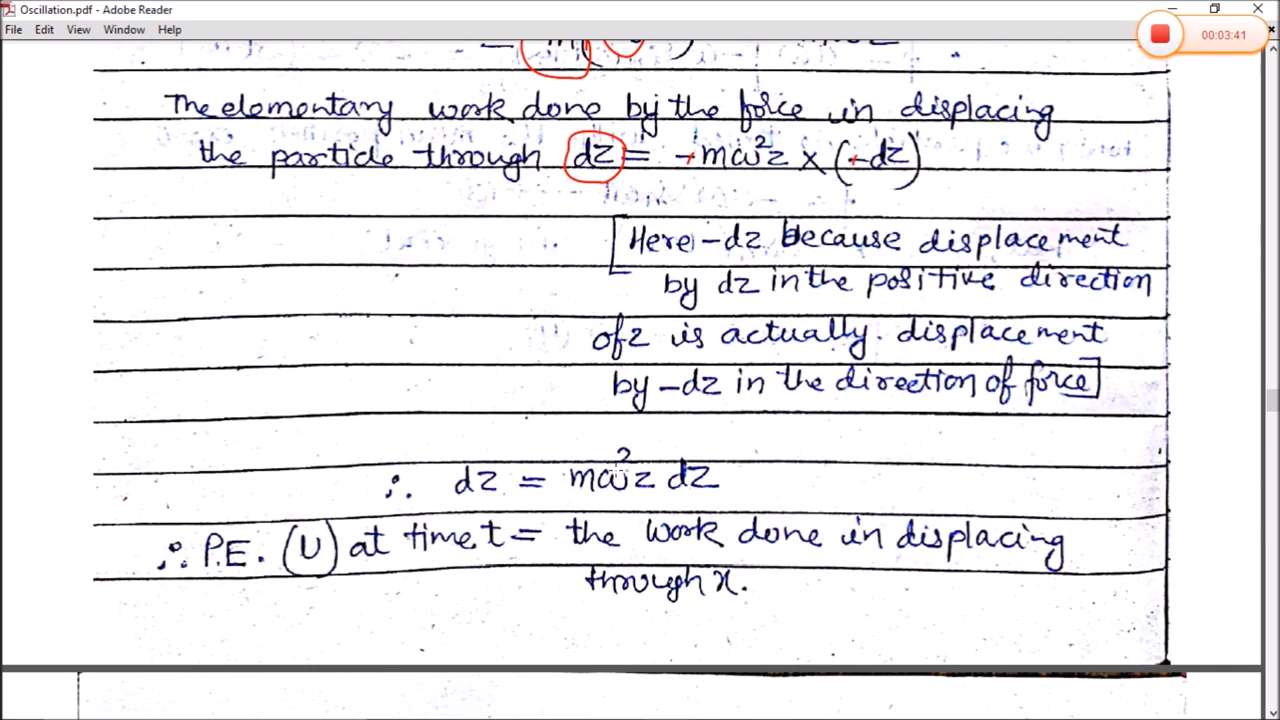 Oscillation.pdf - Adobe Reader
File Edit View Window Help
00:03:41
The elementary work done by the force in displacing
the particle through dz = -mω²z × (-dz)
[Here -dz because displacement
by dz in the positive direction
of z is actually displacement
by -dz in the direction of force]
∴ dz = mω²z dz
∴ P.E. (U) at time t = the work done in displacing
through x.